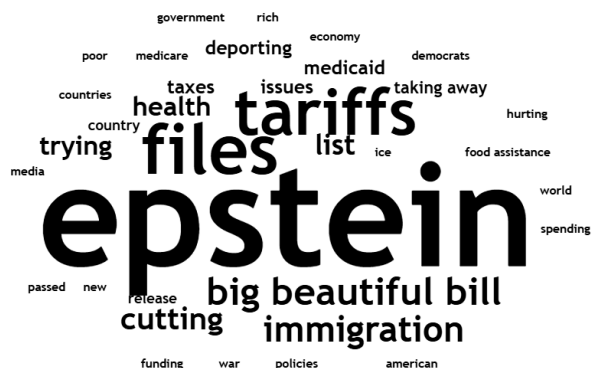 government rich
economy
deporting
poor medicare democrats
medicaid
taxes issues taking away
countries
health tariffs
hurting
country
files list
trying ice food assistance
media
epstein
world
spending
passed new
big beautiful bill
release
cutting immigration
funding war policies american